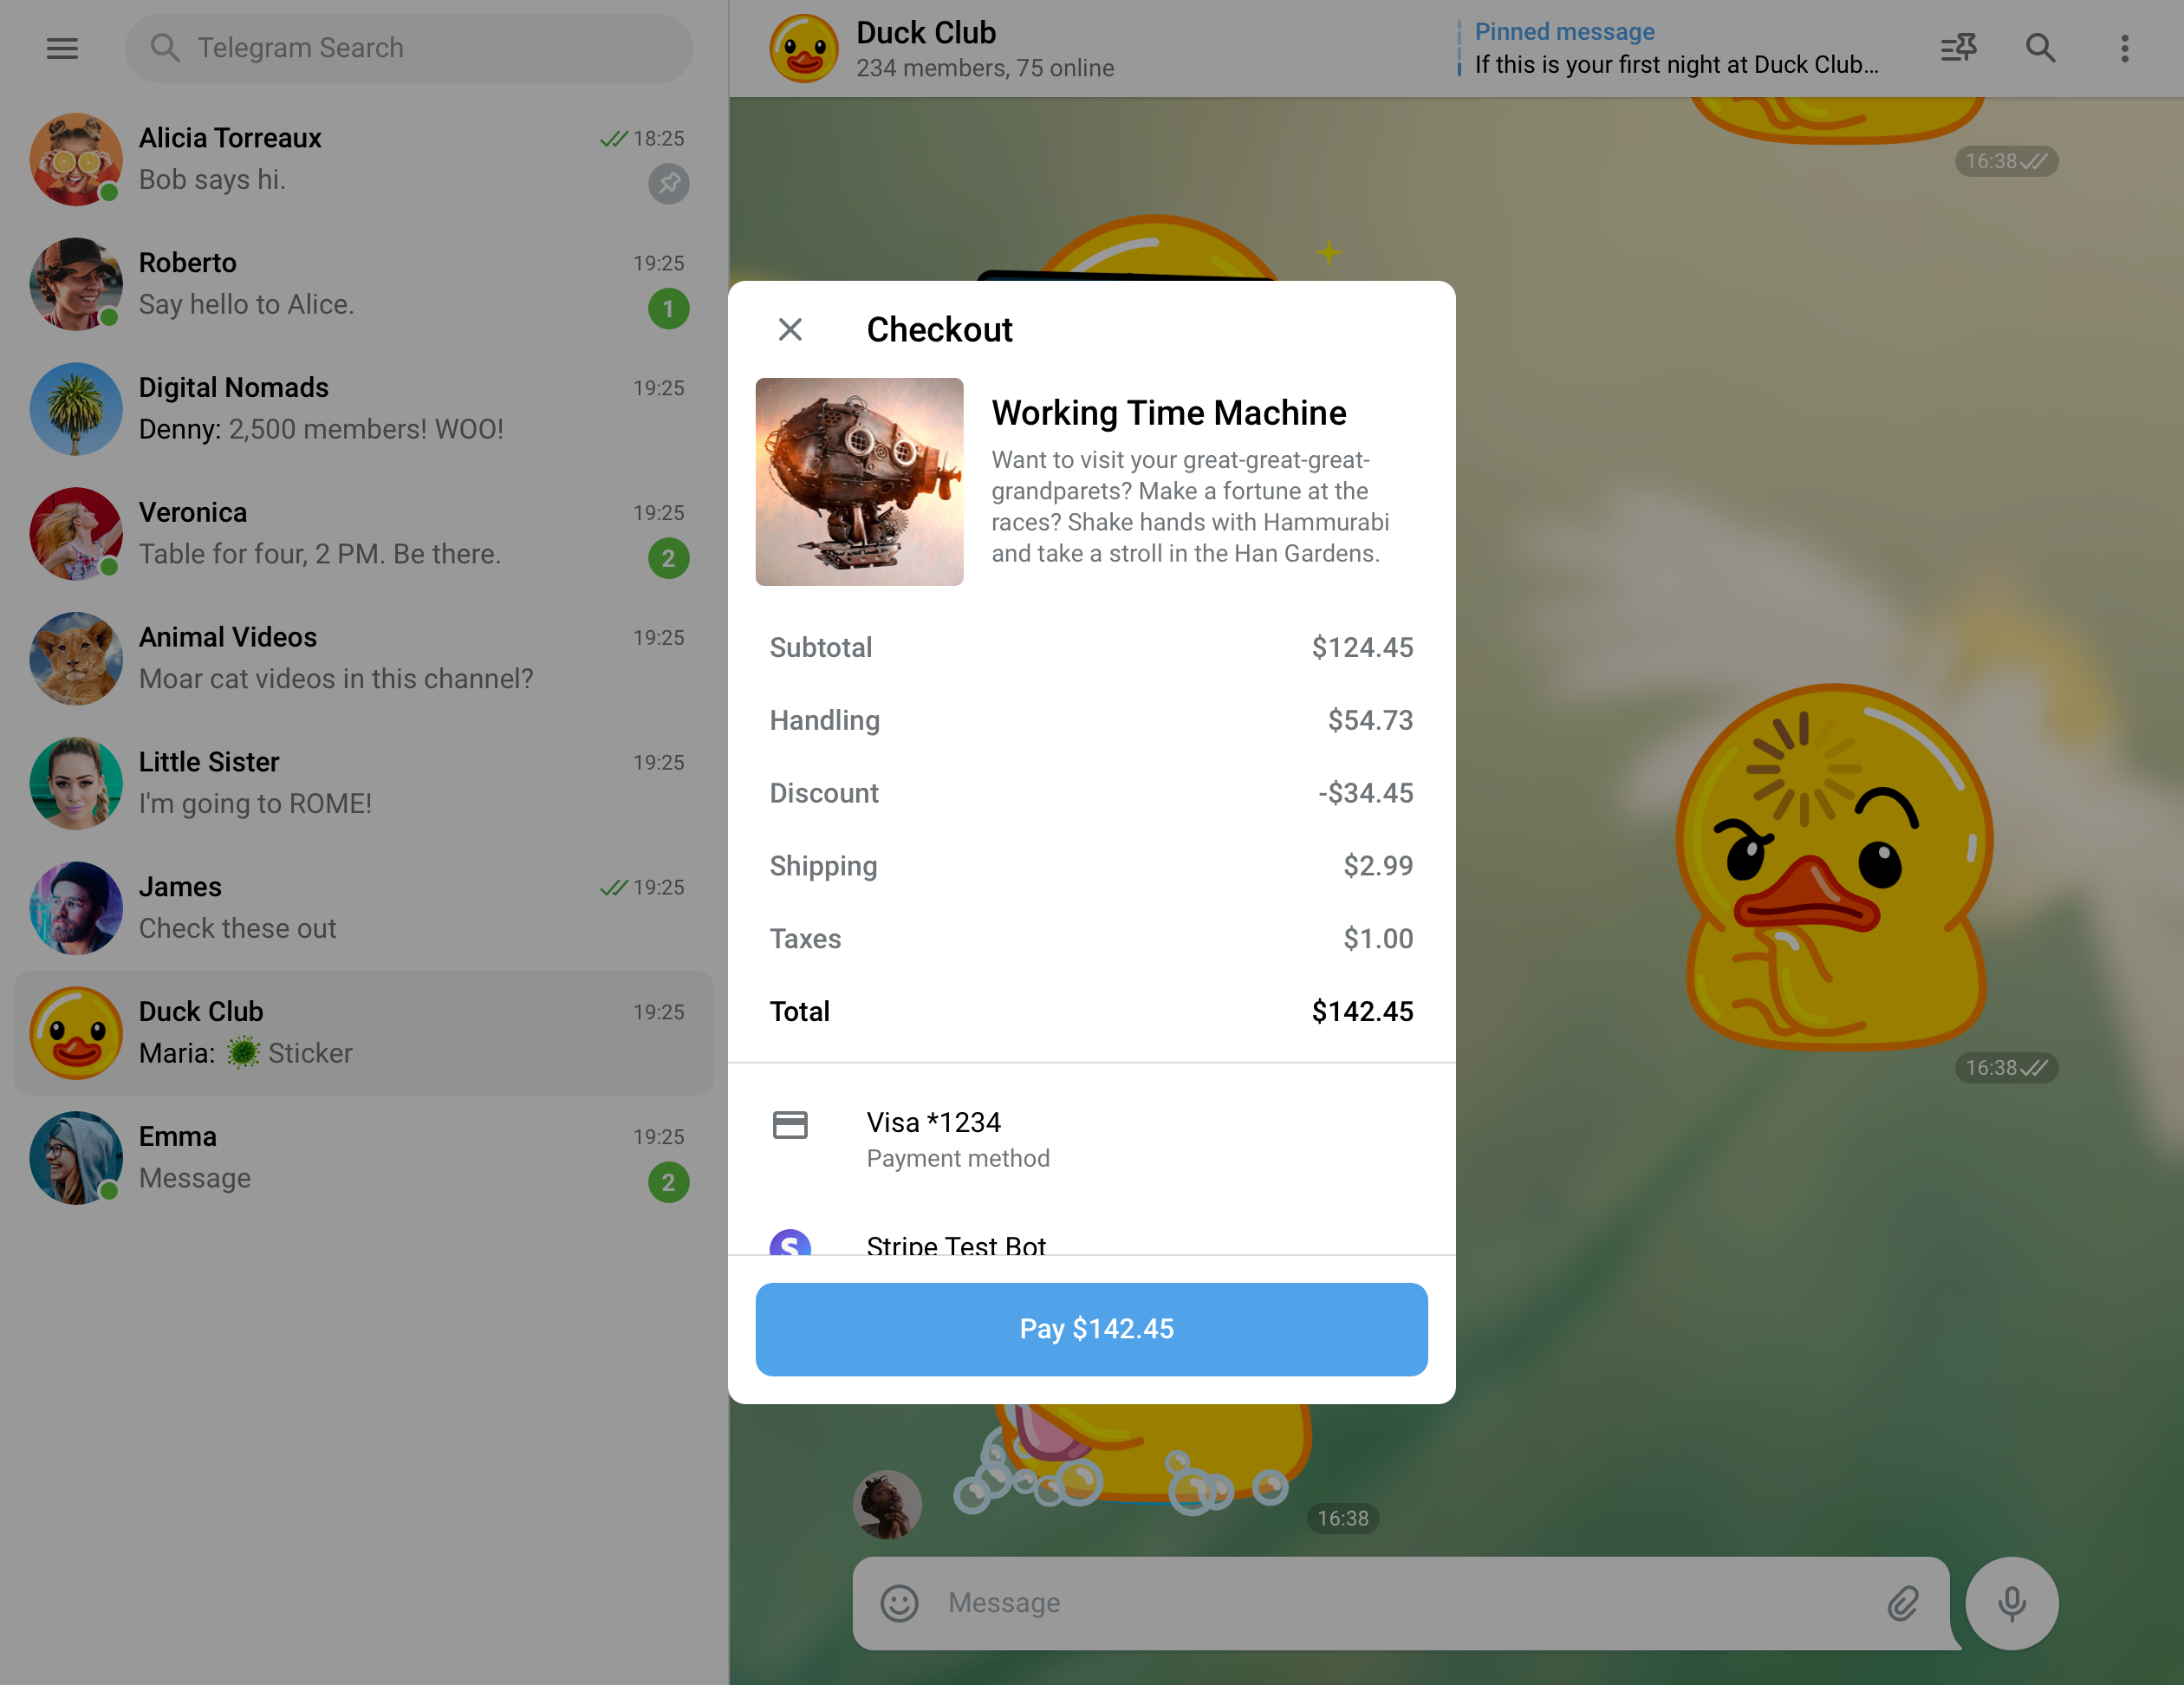 Telegram Search
Alicia Torreaux
18:25
Bob says hi.
Roberto
19:25
Say hello to Alice.
1
Digital Nomads
19:25
Denny: 2,500 members! WOO!
Veronica
19:25
Table for four, 2 PM. Be there.
2
Animal Videos
19:25
Moar cat videos in this channel?
Little Sister
19:25
I'm going to ROME!
James
19:25
Check these out
Duck Club
19:25
Maria: Sticker
Emma
19:25
Message
2
Duck Club
234 members, 75 online
Pinned message
If this is your first night at Duck Club...
16:38
Checkout
Working Time Machine
Want to visit your great-great-great-
grandparets? Make a fortune at the
races? Shake hands with Hammurabi
and take a stroll in the Han Gardens.
Subtotal $124.45
Handling $54.73
Discount -$34.45
Shipping $2.99
Taxes $1.00
Total $142.45
Visa *1234
Payment method
S
Stripe Test Bot
Pay $142.45
16:38
16:38
Message